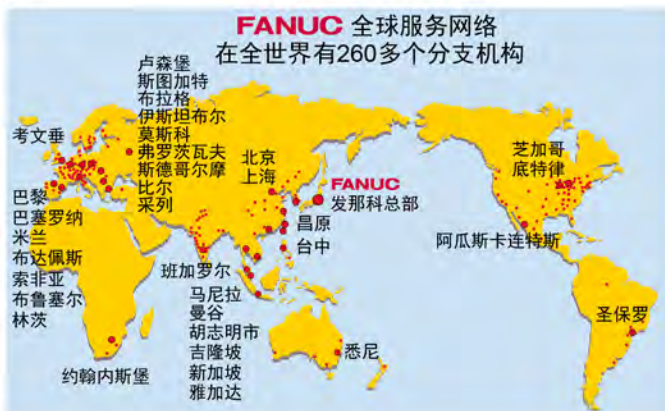 FANUC 全球服务网络
在全世界有260多个分支机构
卢森堡
斯图加特
布拉格
伊斯坦布尔
莫斯科
弗罗茨瓦夫
斯德哥尔摩
比尔
采列
考文垂
巴黎
巴塞罗纳
米兰
布达佩斯
索非亚
布鲁塞尔
林茨
约翰内斯堡
北京
上海
FANUC
发那科总部
昌原
台中
班加罗尔
马尼拉
曼谷
胡志明市
吉隆坡
新加坡
雅加达
悉尼
芝加哥
底特律
阿瓜斯卡连特斯
圣保罗